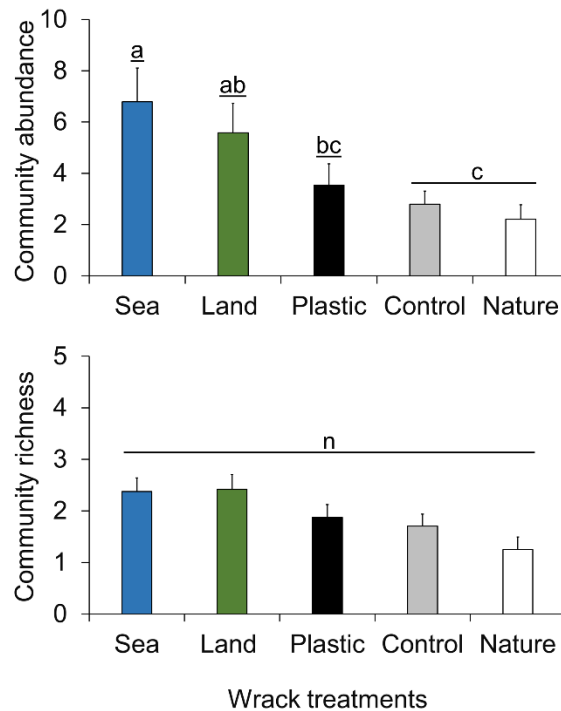 Community abundance
10
8
6
4
2
0
a
ab
bc
c
Sea Land Plastic Control Nature
Community richness
5
4
3
2
1
0
n
Sea Land Plastic Control Nature
Wrack treatments